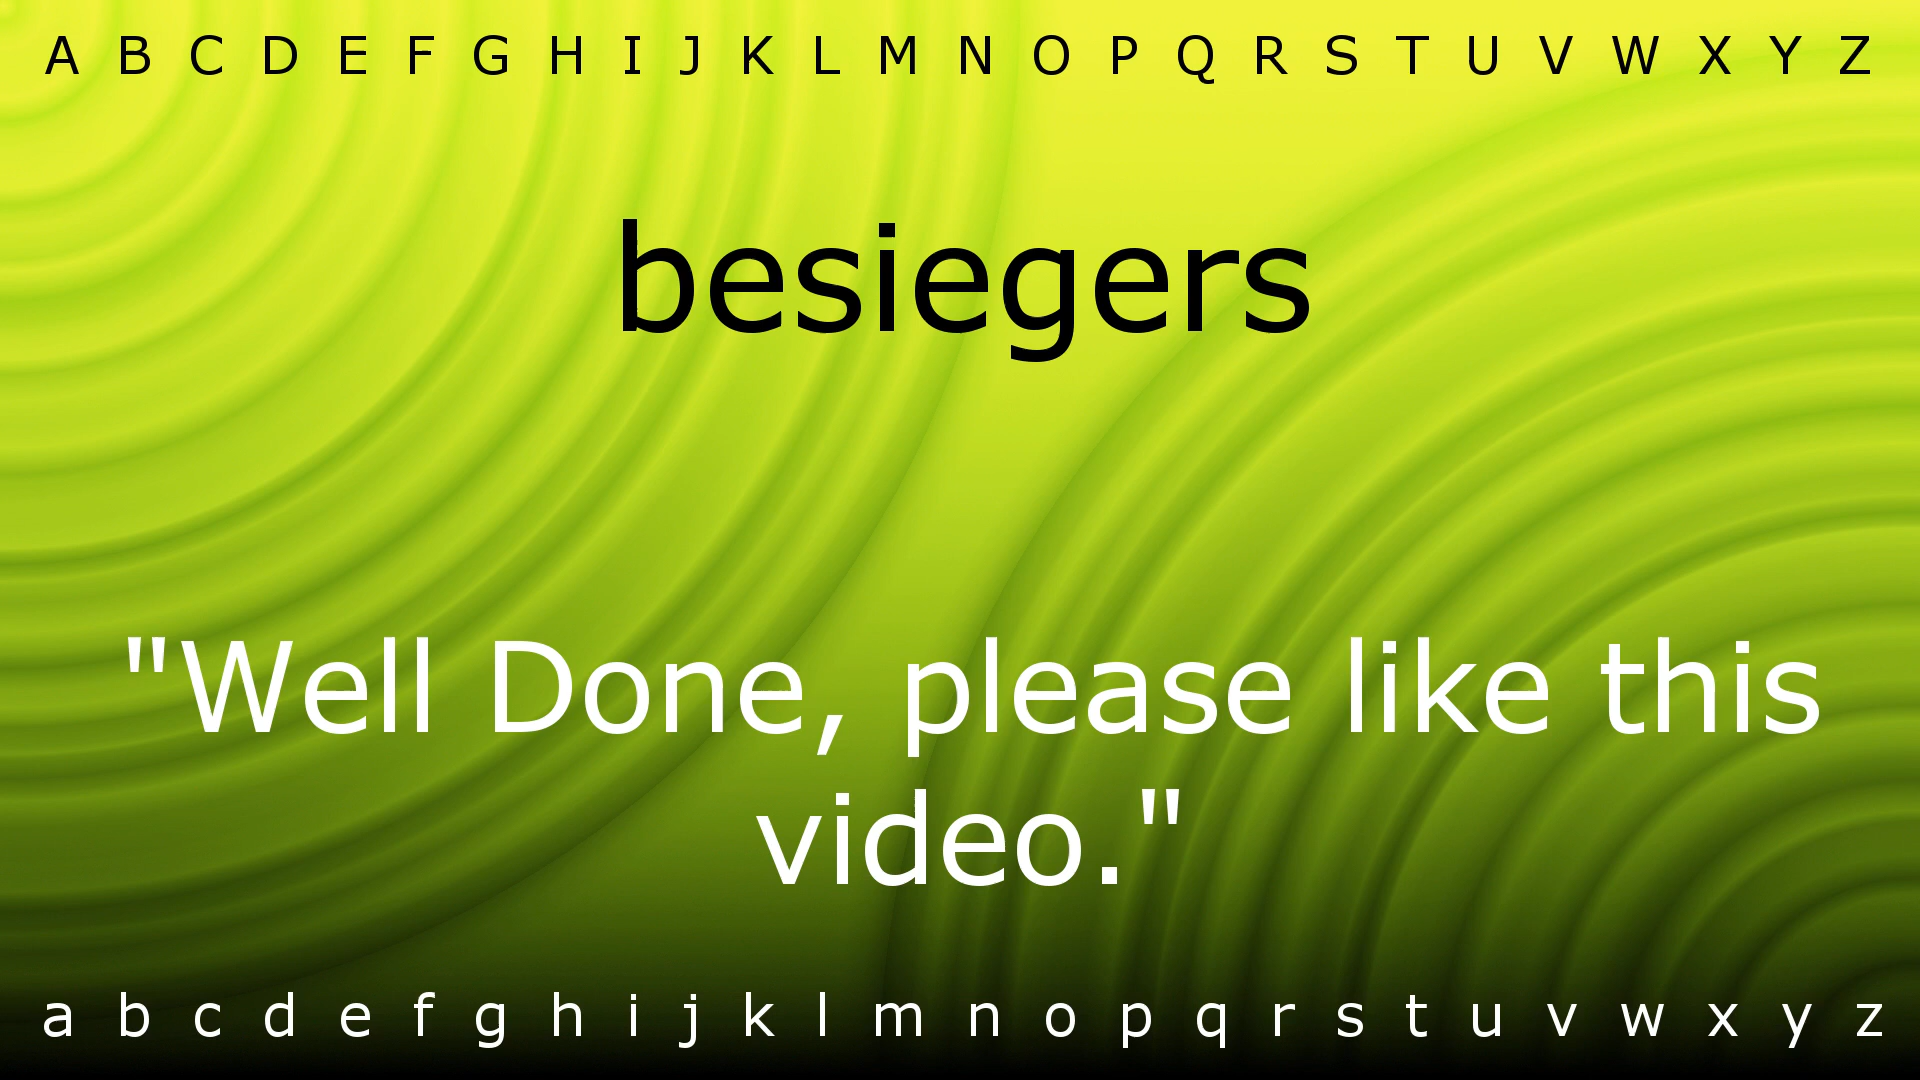 A B C D E F G H I J K L M N O P Q R S T U V W X Y Z
besiegers
"Well Done, please like this
video."
a b c d e f g h i j k l m n o p q r s t u v w x y z